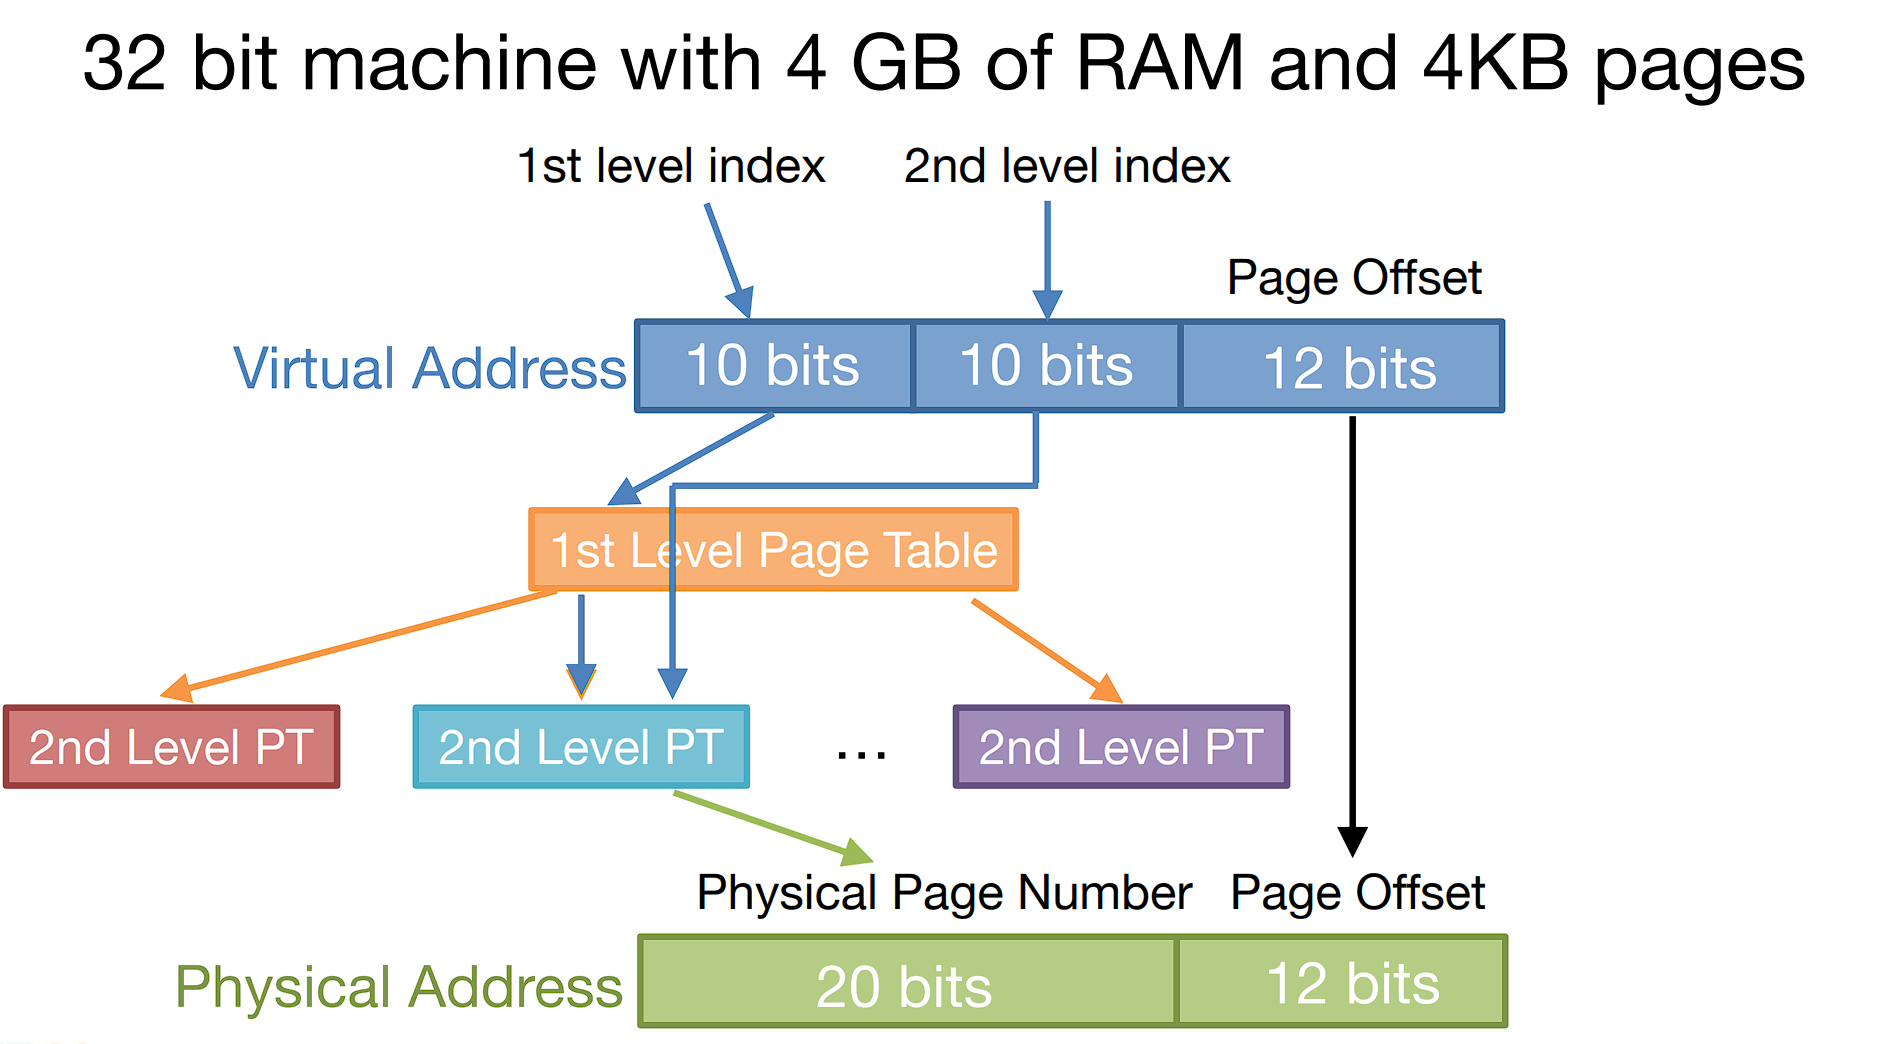 32 bit machine with 4 GB of RAM and 4KB pages
1st level index
2nd level index
Page Offset
Virtual Address
10 bits
10 bits
12 bits
1st Level Page Table
2nd Level PT
2nd Level PT
...
2nd Level PT
Physical Page Number
Page Offset
Physical Address
20 bits
12 bits